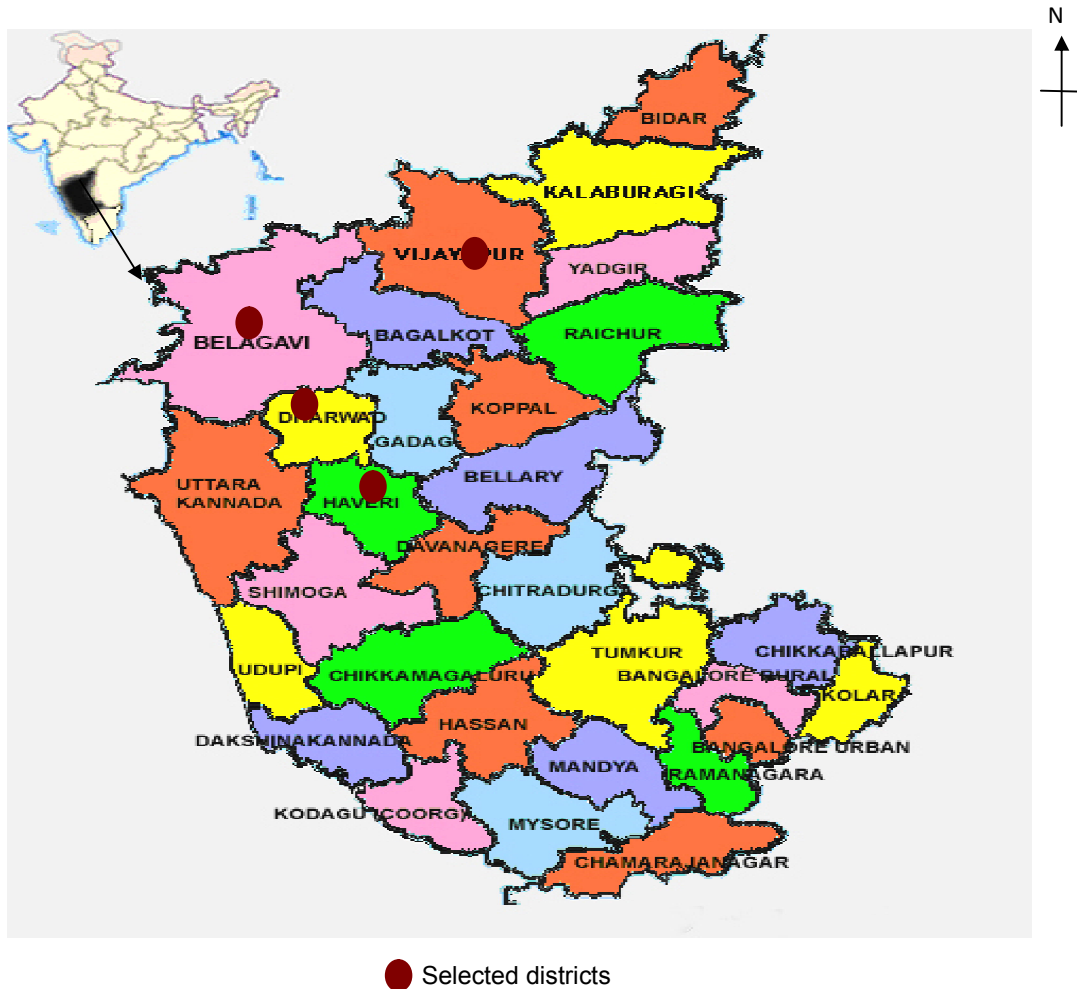 N
BIDAR
KALABURAGI
VIJAYAPUR
YADGIR
RAICHUR
BAGALKOT
BELAGAVI
KOPPAL
DHARWAD
GADAG
BELLARY
UTTARA
KANNADA
HAVERI
DAVANAGERE
SHIMOGA
CHITRADURGA
TUMKUR
CHIKKABALLAPUR
UDUPI
CHIKKAMAGALURU
BANGALORE RURAL
KOLAR
HASSAN
DAKSHINAKANNADA
BANGALORE URBAN
MANDYA
RAMANAGARA
KODAGU (COORG)
MYSORE
CHAMARAJANAGAR
Selected districts